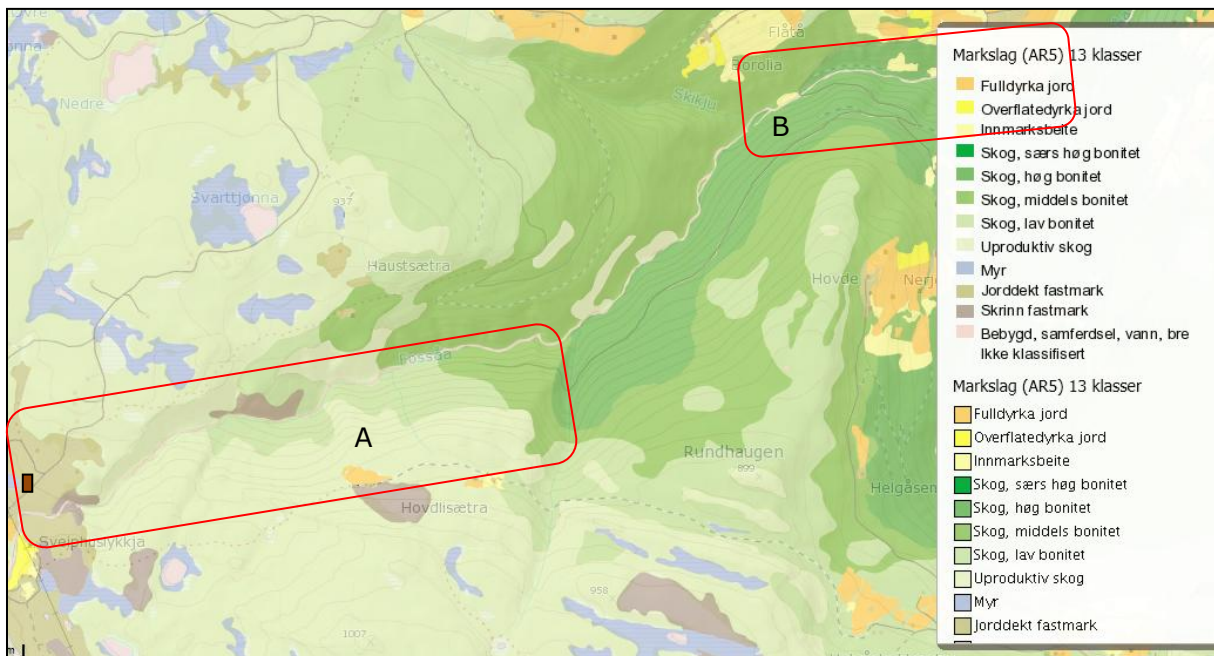 Nedre
Svarttjønna
937
Haustsætra
Fossåa
A
Hovdlisætra
Sveiphuslykkja
958
1007
Flåtå
Borolia
Skikju
B
Hovde
Nerje
Rundhaugen
899
Helgåsen
Markslag (AR5) 13 klasser
Fulldyrka jord
Overflatedyrka jord
Innmarksbeite
Skog, særs høg bonitet
Skog, høg bonitet
Skog, middels bonitet
Skog, lav bonitet
Uproduktiv skog
Myr
Jorddekt fastmark
Skrinn fastmark
Bebygd, samferdsel, vann, bre
Ikke klassifisert
Markslag (AR5) 13 klasser
Fulldyrka jord
Overflatedyrka jord
Innmarksbeite
Skog, særs høg bonitet
Skog, høg bonitet
Skog, middels bonitet
Skog, lav bonitet
Uproduktiv skog
Myr
Jorddekt fastmark